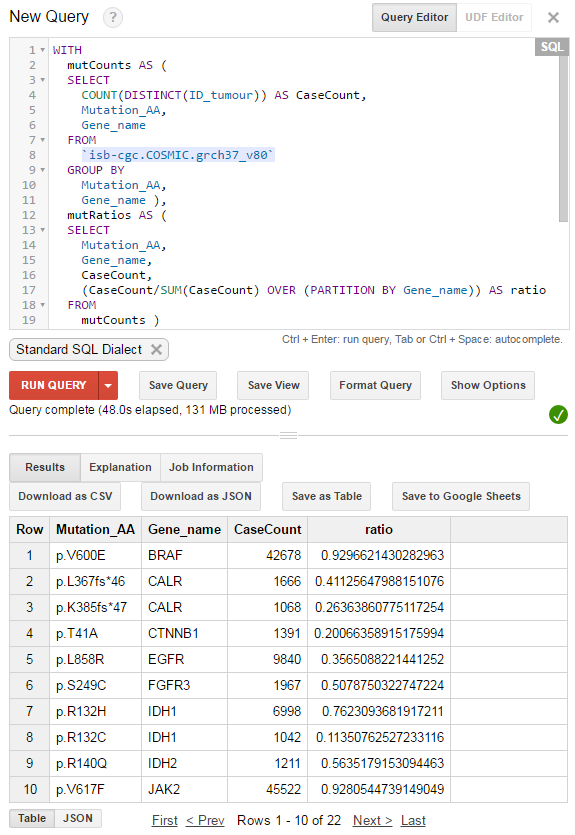 New Query ?
Query Editor UDF Editor ×
SQL
1 WITH
2 mutCounts AS (
3 SELECT
4 COUNT(DISTINCT(ID_tumour)) AS CaseCount,
5 Mutation_AA,
6 Gene_name
7 FROM
8 `isb-cgc.COSMIC.grch37_v80`
9 GROUP BY
10 Mutation_AA,
11 Gene_name ),
12 mutRatios AS (
13 SELECT
14 Mutation_AA,
15 Gene_name,
16 CaseCount,
17 (CaseCount/SUM(CaseCount) OVER (PARTITION BY Gene_name)) AS ratio
18 FROM
19 mutCounts )
Ctrl + Enter: run query, Tab or Ctrl + Space: autocomplete.
Standard SQL Dialect ×
RUN QUERY Save Query Save View Format Query Show Options
Query complete (48.0s elapsed, 131 MB processed)
Results Explanation Job Information
Download as CSV Download as JSON Save as Table Save to Google Sheets
Row Mutation_AA Gene_name CaseCount ratio
1 p.V600E BRAF 42678 0.9296621430282963
2 p.L367fs*46 CALR 1666 0.41125647988151076
3 p.K385fs*47 CALR 1068 0.26363860775117254
4 p.T41A CTNNB1 1391 0.20066358915175994
5 p.L858R EGFR 9840 0.3565088221441252
6 p.S249C FGFR3 1967 0.5078750322747224
7 p.R132H IDH1 6998 0.7623093681917211
8 p.R132C IDH1 1042 0.11350762527233116
9 p.R140Q IDH2 1211 0.5635179153094463
10 p.V617F JAK2 45522 0.9280544739149049
Table JSON First < Prev Rows 1 - 10 of 22 Next > Last